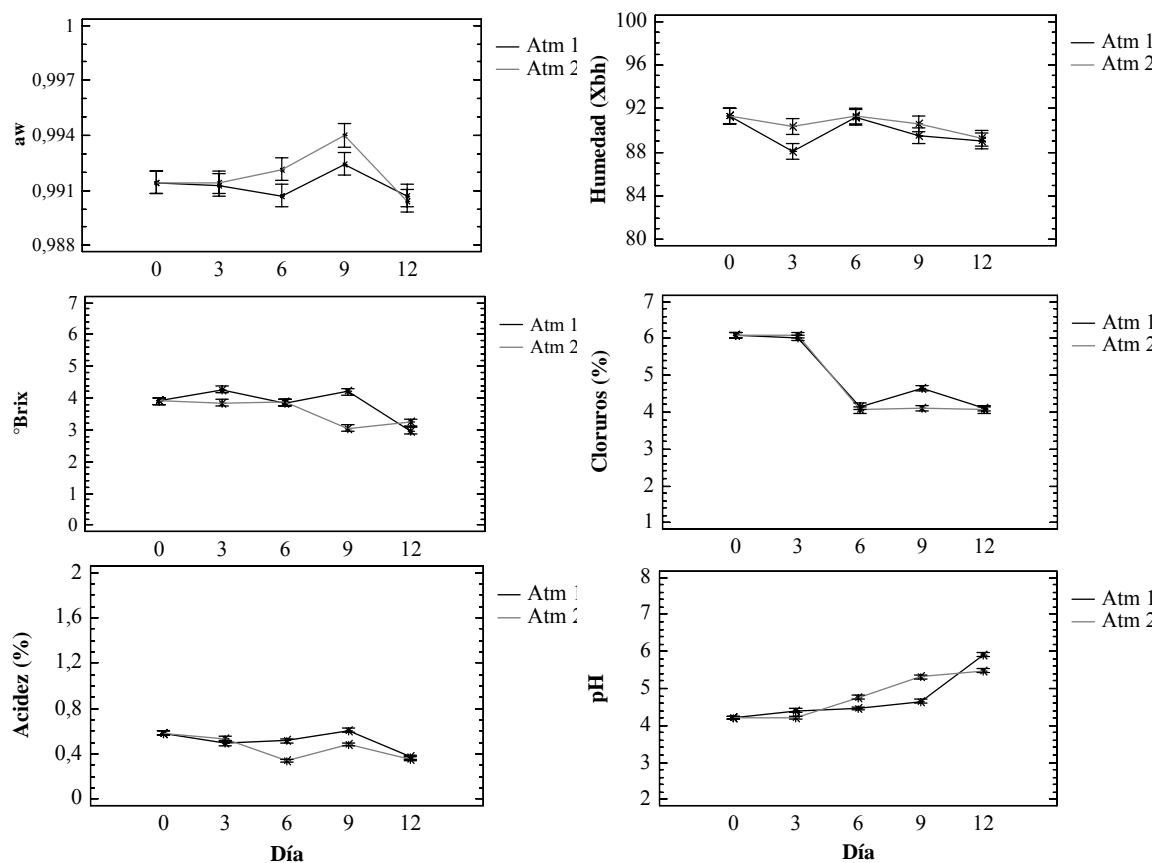 1
0,997
0,994
0,991
0,988
aw
0 3 6 9 12
Atm 1
Atm 2
100
96
92
88
84
80
Humedad (Xbh)
0 3 6 9 12
Atm 1
Atm 2
7
6
5
4
3
2
1
0
°Brix
0 3 6 9 12
Atm 1
Atm 2
7
6
5
4
3
2
1
Cloruros (%)
0 3 6 9 12
Atm 1
Atm 2
2
1,6
1,2
0,8
0,4
0
Acidez (%)
0 3 6 9 12
Día
Atm 1
Atm 2
8
7
6
5
4
3
2
pH
0 3 6 9 12
Día
Atm 1
Atm 2